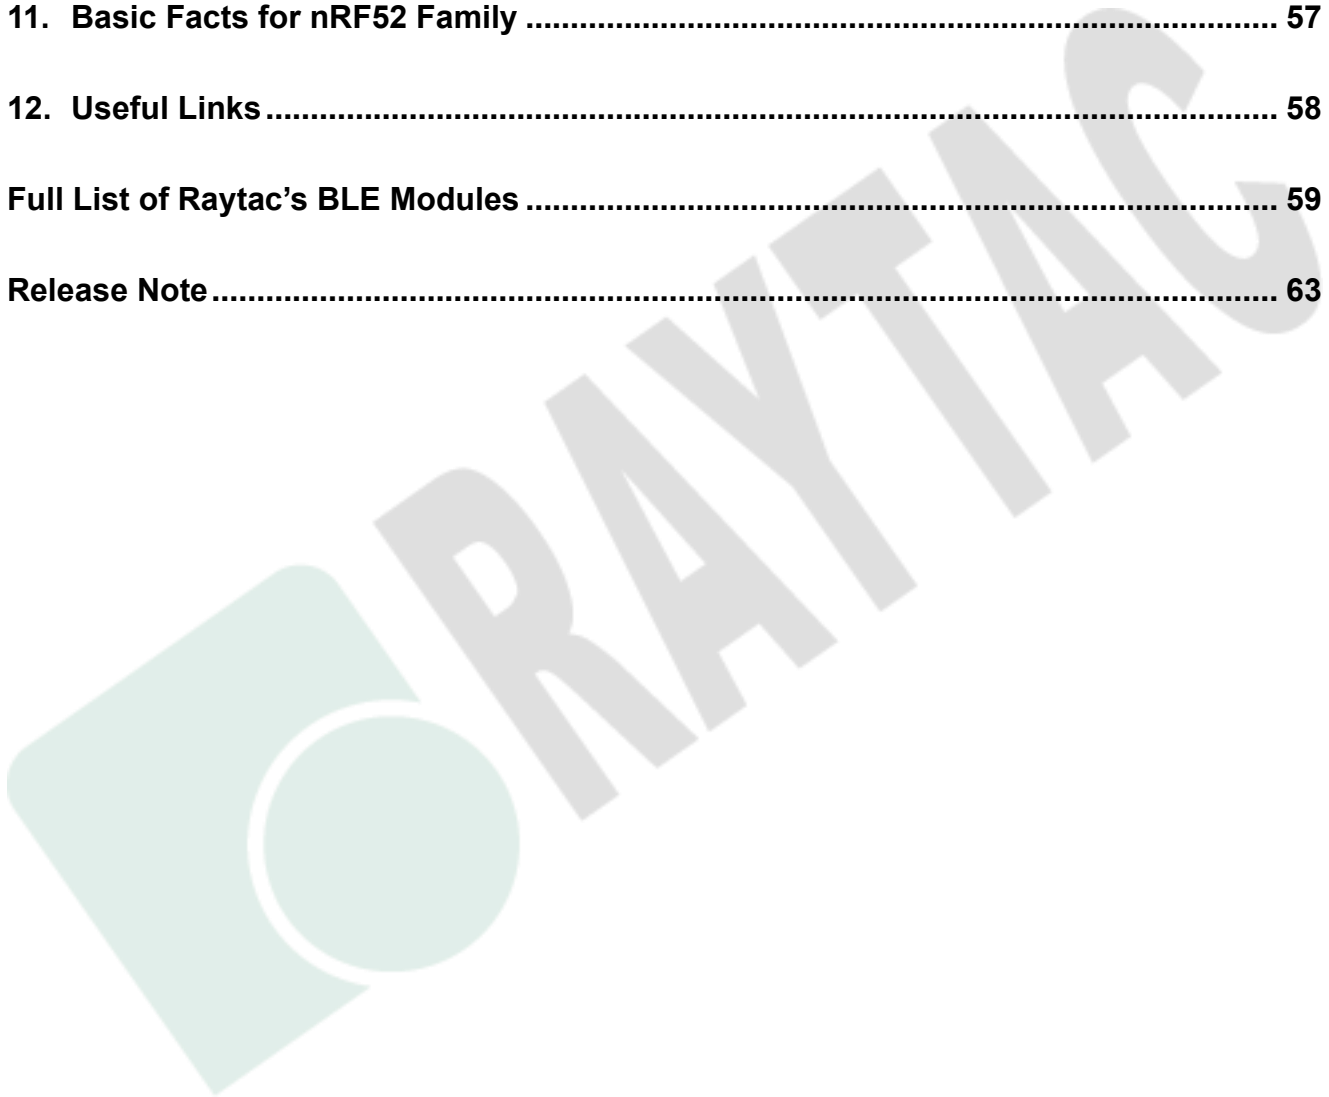 11. Basic Facts for nRF52 Family ........................................................................................ 57
12. Useful Links ...................................................................................................................... 58
Full List of Raytac’s BLE Modules ........................................................................................ 59
Release Note ............................................................................................................................ 63
RAYTAC